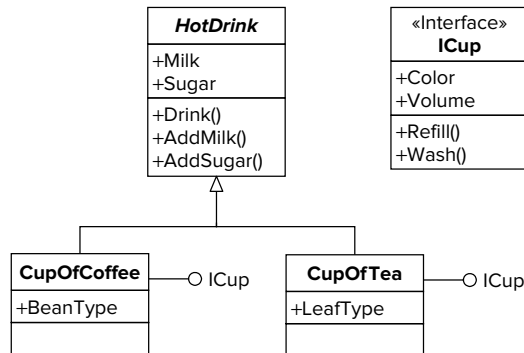 HotDrink
+Milk
+Sugar
+Drink()
+AddMilk()
+AddSugar()
«Interface»
ICup
+Color
+Volume
+Refill()
+Wash()
CupOfCoffee
+BeanType
ICup
CupOfTea
+LeafType
ICup